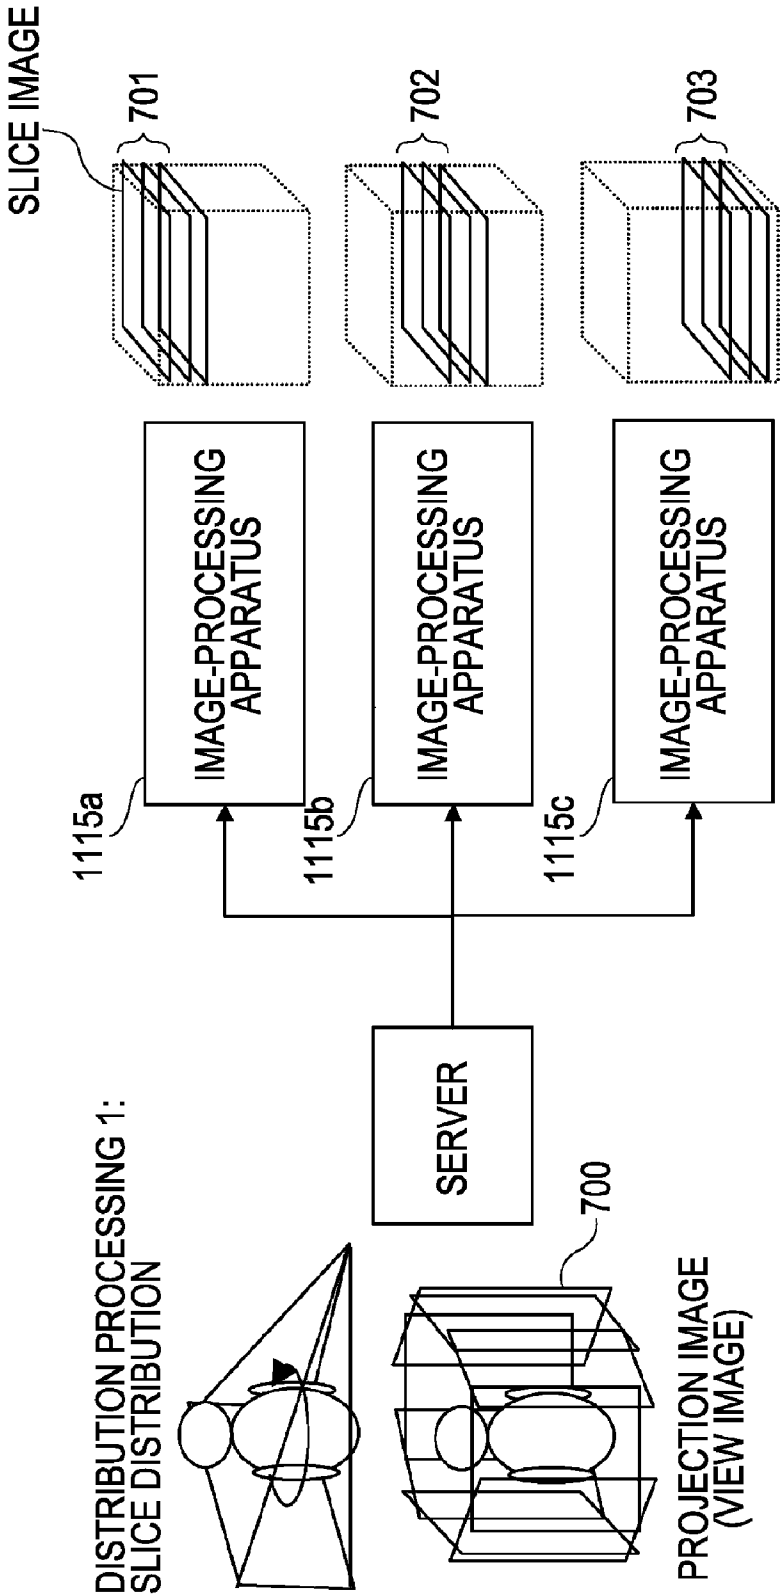 DISTRIBUTION PROCESSING 1:
SLICE DISTRIBUTION
SERVER
700
PROJECTION IMAGE
(VIEW IMAGE)
1115a
IMAGE-PROCESSING
APPARATUS
1115b
IMAGE-PROCESSING
APPARATUS
1115c
IMAGE-PROCESSING
APPARATUS
SLICE IMAGE
701
702
703